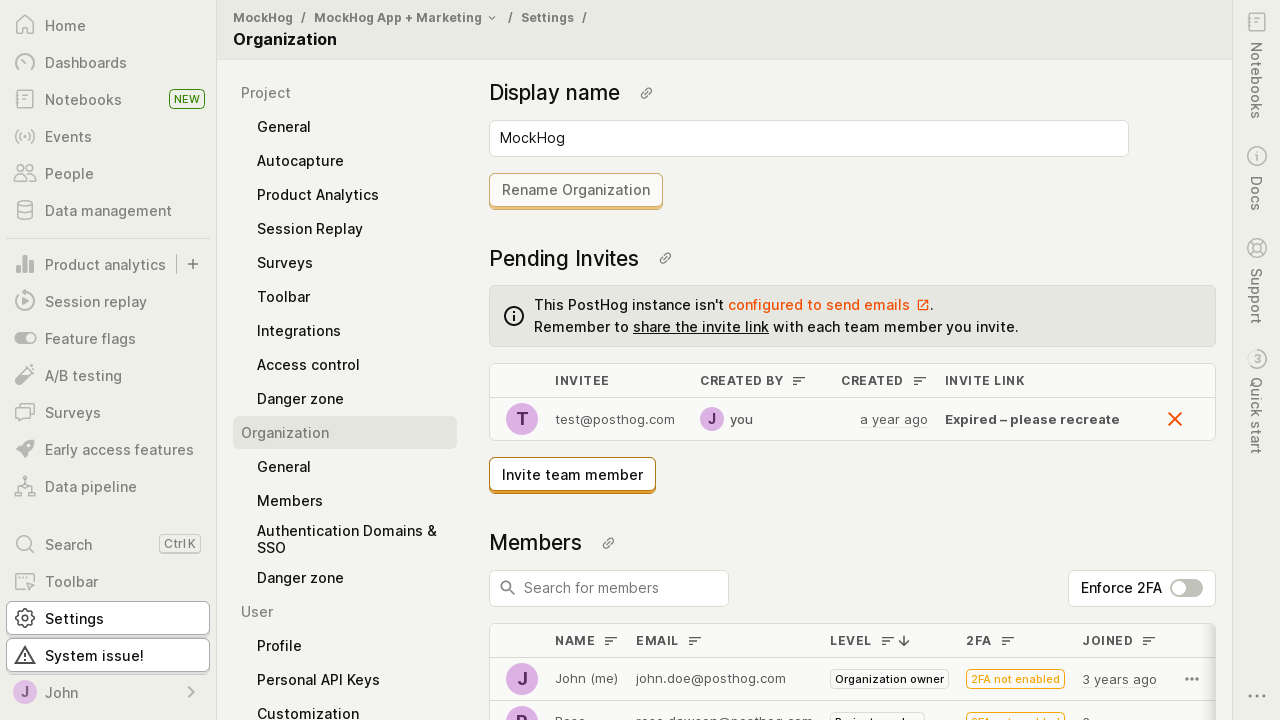 Home
Dashboards
Notebooks
NEW
Events
People
Data management
Product analytics
Session replay
Feature flags
A/B testing
Surveys
Early access features
Data pipeline
Search
Ctrl K
Toolbar
Settings
System issue!
J John
MockHog / MockHog App + Marketing / Settings /
Organization
Project
General
Autocapture
Product Analytics
Session Replay
Surveys
Toolbar
Integrations
Access control
Danger zone
Organization
General
Members
Authentication Domains &
SSO
Danger zone
User
Profile
Personal API Keys
Customization
Display name
MockHog
Rename Organization
Pending Invites
This PostHog instance isn't configured to send emails.
Remember to share the invite link with each team member you invite.
INVITEE CREATED BY CREATED INVITE LINK
T test@posthog.com J you a year ago Expired – please recreate
Invite team member
Members
Search for members
Enforce 2FA
NAME EMAIL LEVEL 2FA JOINED
J John (me) john.doe@posthog.com Organization owner 2FA not enabled 3 years ago
Notebooks
Docs
Support
3 Quick start